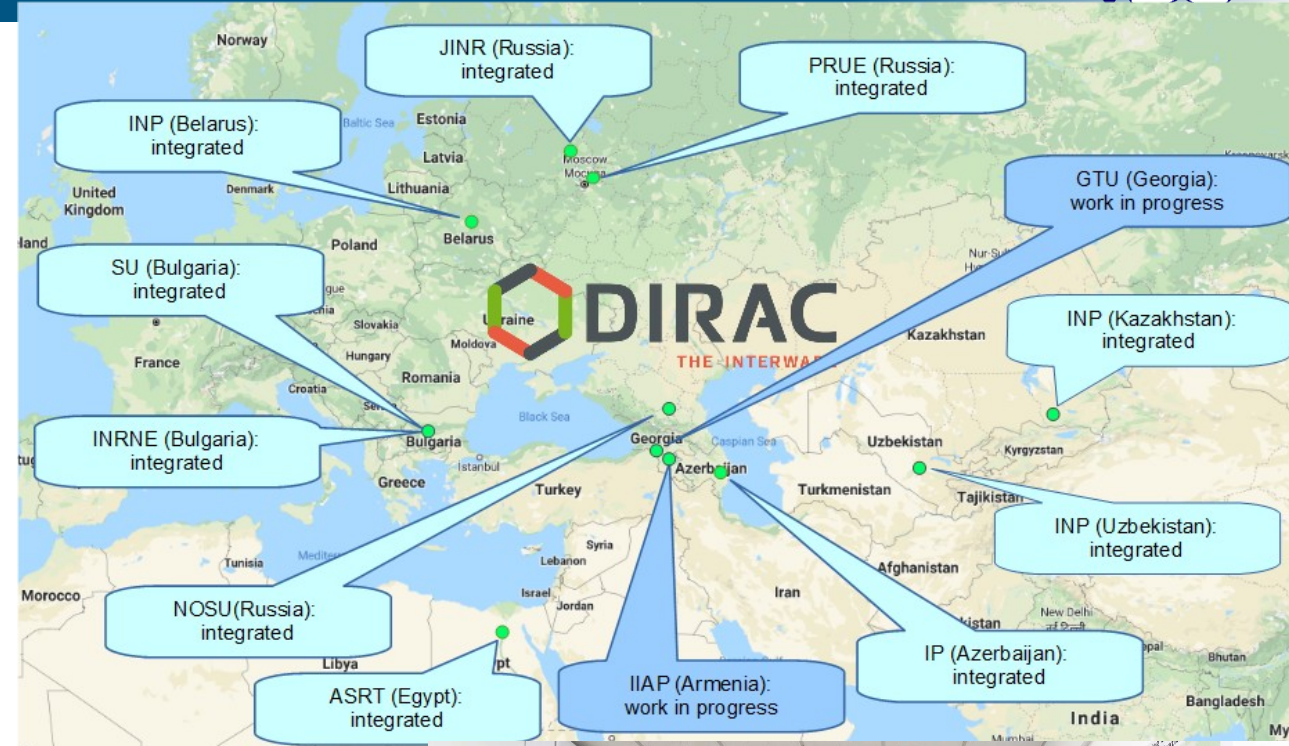 Norway
JINR (Russia):
integrated
PRUE (Russia):
integrated
INP (Belarus):
integrated
Baltic Sea
Estonia
Latvia
Lithuania
Moscow
United
Kingdom
Denmark
GTU (Georgia):
work in progress
Poland
Belarus
SU (Bulgaria):
integrated
Slovakia
Ukraine
DIRAC
THE INTERWARE
Moldova
Hungary
France
Romania
Croatia
Kazakhstan
INP (Kazakhstan):
integrated
Black Sea
INRNE (Bulgaria):
integrated
Bulgaria
Istanbul
Georgia
Caspian Sea
Azerbaijan
Uzbekistan
Kyrgyzstan
Greece
Turkey
Turkmenistan
Tajikistan
INP (Uzbekistan):
integrated
Syria
Lebanon
Tunisia
Afghanistan
Morocco
Israel
Jordan
Iran
New Delhi
NOSU(Russia):
integrated
IP (Azerbaijan):
integrated
Libya
Bhutan
ASRT (Egypt):
integrated
IIAP (Armenia):
work in progress
Bangladesh
India
Mumbai